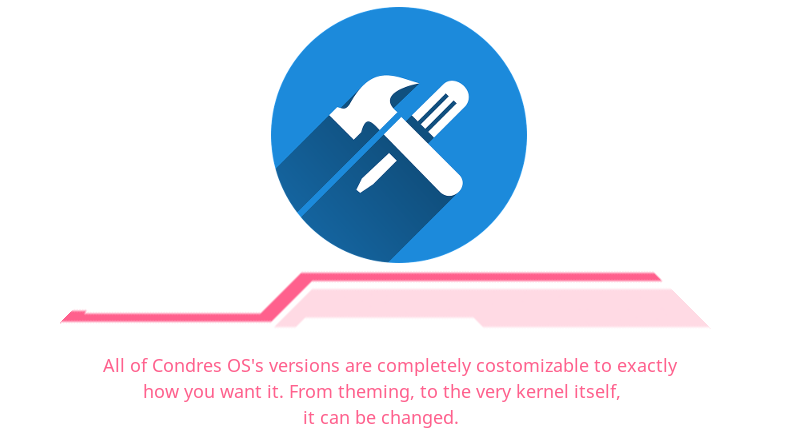 All of Condres OS's versions are completely costomizable to exactly
how you want it. From theming, to the very kernel itself,
it can be changed.